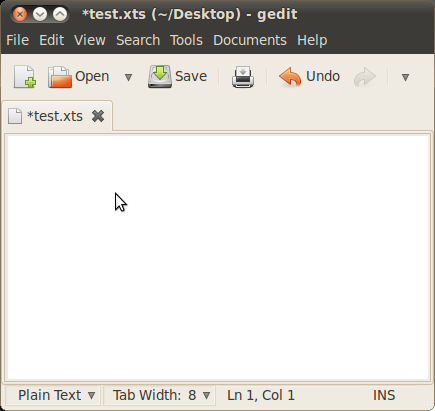 *test.xts (~/Desktop) - gedit
File Edit View Search Tools Documents Help
Open Save Undo
*test.xts
Plain Text Tab Width: 8 Ln 1, Col 1 INS